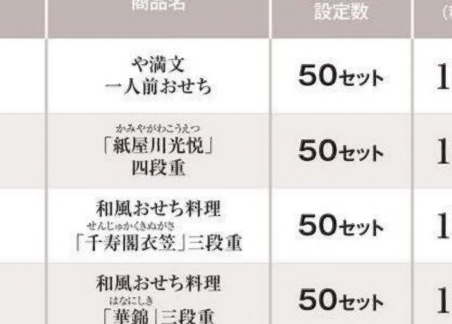 商品名
設定数
や満文
一人前おせち
50セット
かみやがわこうえつ
「紙屋川光悦」
四段重
50セット
和風おせち料理
せんじゅかくきぬがさ
「千寿閣衣笠」三段重
50セット
和風おせち料理
はなにしき
「華錦」三段重
50セット